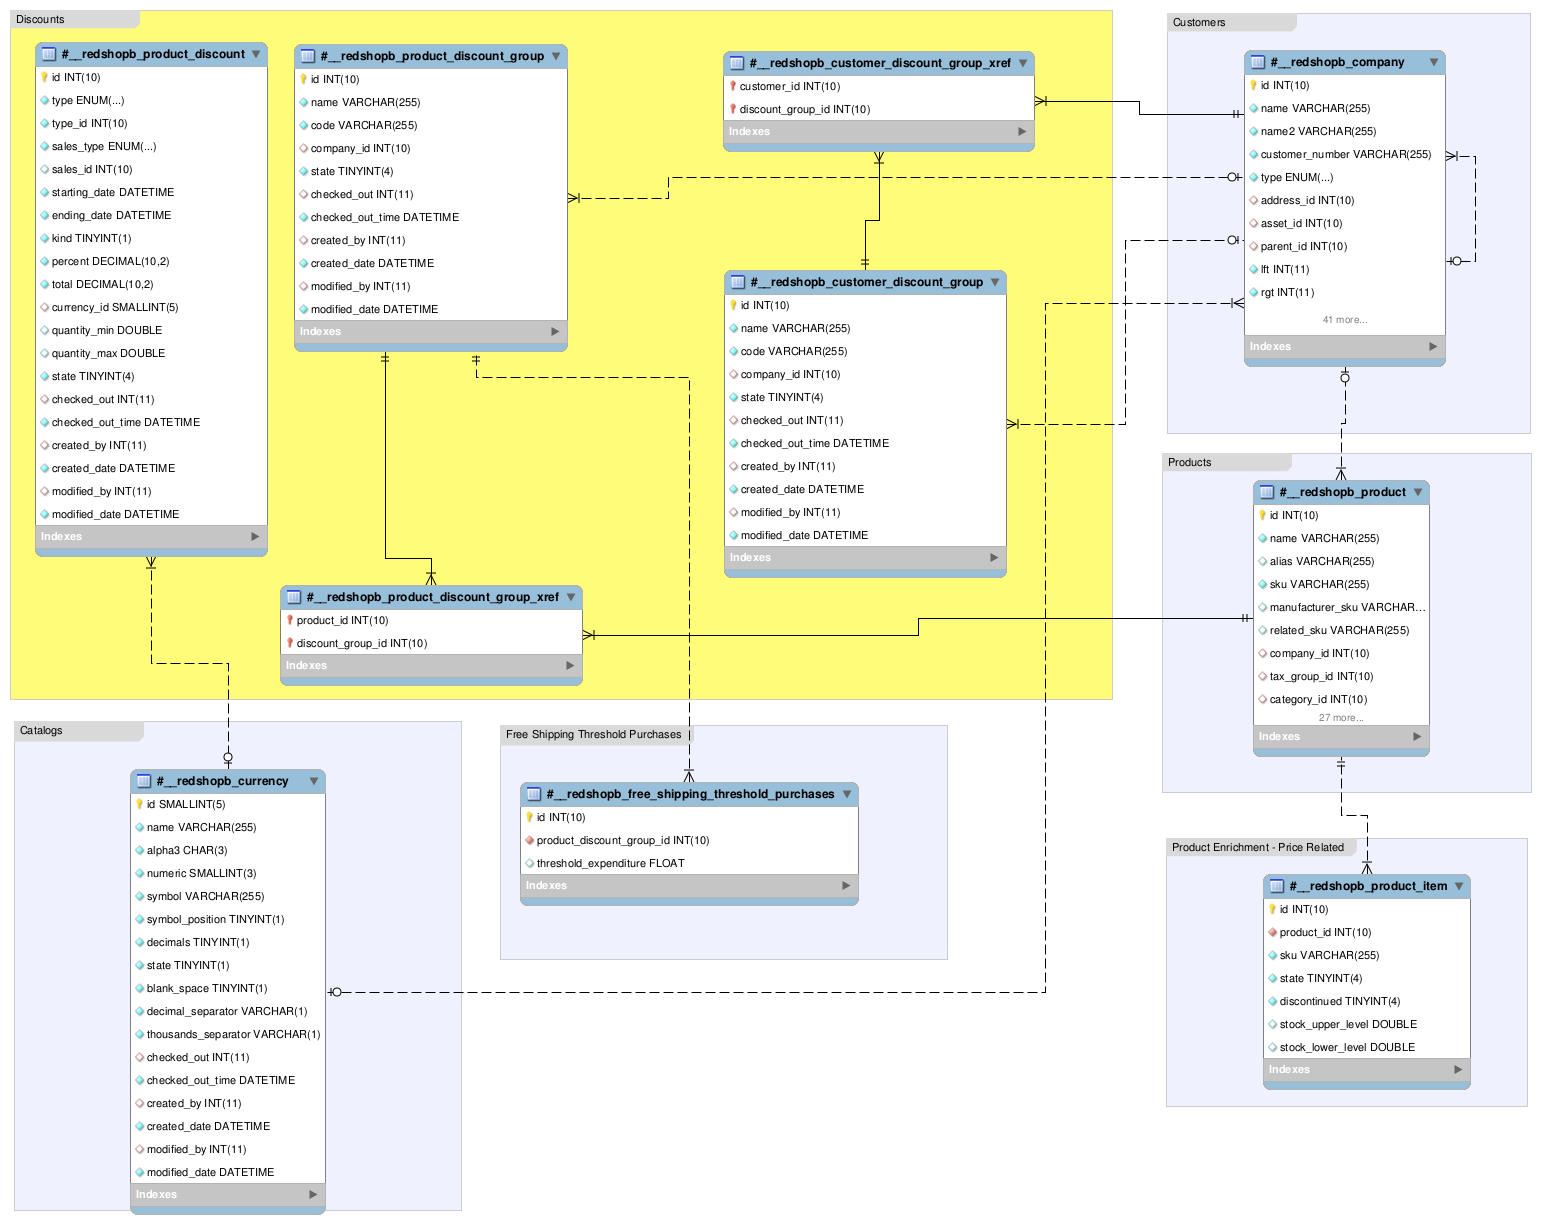 Discounts
#__redshopb_product_discount
id INT(10)
type ENUM(...)
type_id INT(10)
sales_type ENUM(...)
sales_id INT(10)
starting_date DATETIME
ending_date DATETIME
kind TINYINT(1)
percent DECIMAL(10,2)
total DECIMAL(10,2)
currency_id SMALLINT(5)
quantity_min DOUBLE
quantity_max DOUBLE
state TINYINT(4)
checked_out INT(11)
checked_out_time DATETIME
created_by INT(11)
created_date DATETIME
modified_by INT(11)
modified_date DATETIME
Indexes
#__redshopb_product_discount_group
id INT(10)
name VARCHAR(255)
code VARCHAR(255)
company_id INT(10)
state TINYINT(4)
checked_out INT(11)
checked_out_time DATETIME
created_by INT(11)
created_date DATETIME
modified_by INT(11)
modified_date DATETIME
Indexes
#__redshopb_customer_discount_group_xref
customer_id INT(10)
discount_group_id INT(10)
Indexes
#__redshopb_customer_discount_group
id INT(10)
name VARCHAR(255)
code VARCHAR(255)
company_id INT(10)
state TINYINT(4)
checked_out INT(11)
checked_out_time DATETIME
created_by INT(11)
created_date DATETIME
modified_by INT(11)
modified_date DATETIME
Indexes
#__redshopb_product_discount_group_xref
product_id INT(10)
discount_group_id INT(10)
Indexes
Customers
#__redshopb_company
id INT(10)
name VARCHAR(255)
name2 VARCHAR(255)
customer_number VARCHAR(255)
type ENUM(...)
address_id INT(10)
asset_id INT(10)
parent_id INT(10)
lft INT(11)
rgt INT(11)
41 more...
Indexes
Products
#__redshopb_product
id INT(10)
name VARCHAR(255)
alias VARCHAR(255)
sku VARCHAR(255)
manufacturer_sku VARCHAR...
related_sku VARCHAR(255)
company_id INT(10)
tax_group_id INT(10)
category_id INT(10)
27 more...
Indexes
Catalogs
#__redshopb_currency
id SMALLINT(5)
name VARCHAR(255)
alpha3 CHAR(3)
numeric SMALLINT(3)
symbol VARCHAR(255)
symbol_position TINYINT(1)
decimals TINYINT(1)
state TINYINT(1)
blank_space TINYINT(1)
decimal_separator VARCHAR(1)
thousands_separator VARCHAR(1)
checked_out INT(11)
checked_out_time DATETIME
created_by INT(11)
created_date DATETIME
modified_by INT(11)
modified_date DATETIME
Indexes
Free Shipping Threshold Purchases
#__redshopb_free_shipping_threshold_purchases
id INT(10)
product_discount_group_id INT(10)
threshold_expenditure FLOAT
Indexes
Product Enrichment - Price Related
#__redshopb_product_item
id INT(10)
product_id INT(10)
sku VARCHAR(255)
state TINYINT(4)
discontinued TINYINT(4)
stock_upper_level DOUBLE
stock_lower_level DOUBLE
Indexes